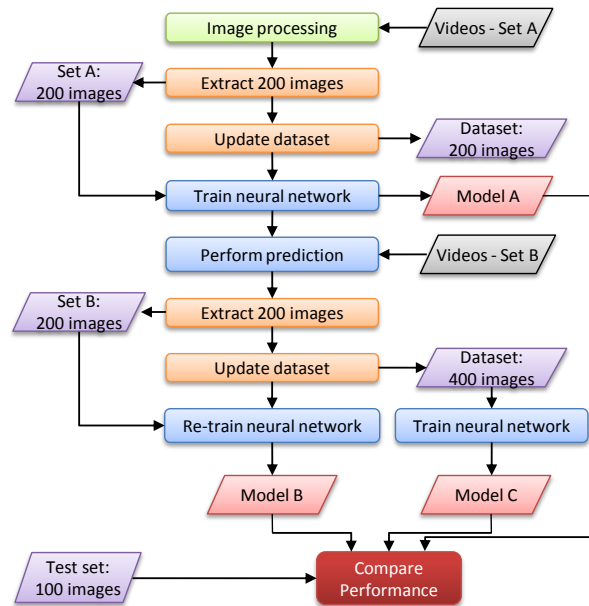 Image processing
Videos - Set A
Set A:
200 images
Extract 200 images
Update dataset
Dataset:
200 images
Train neural network
Model A
Perform prediction
Videos - Set B
Set B:
200 images
Extract 200 images
Update dataset
Dataset:
400 images
Re-train neural network
Train neural network
Model B
Model C
Test set:
100 images
Compare
Performance